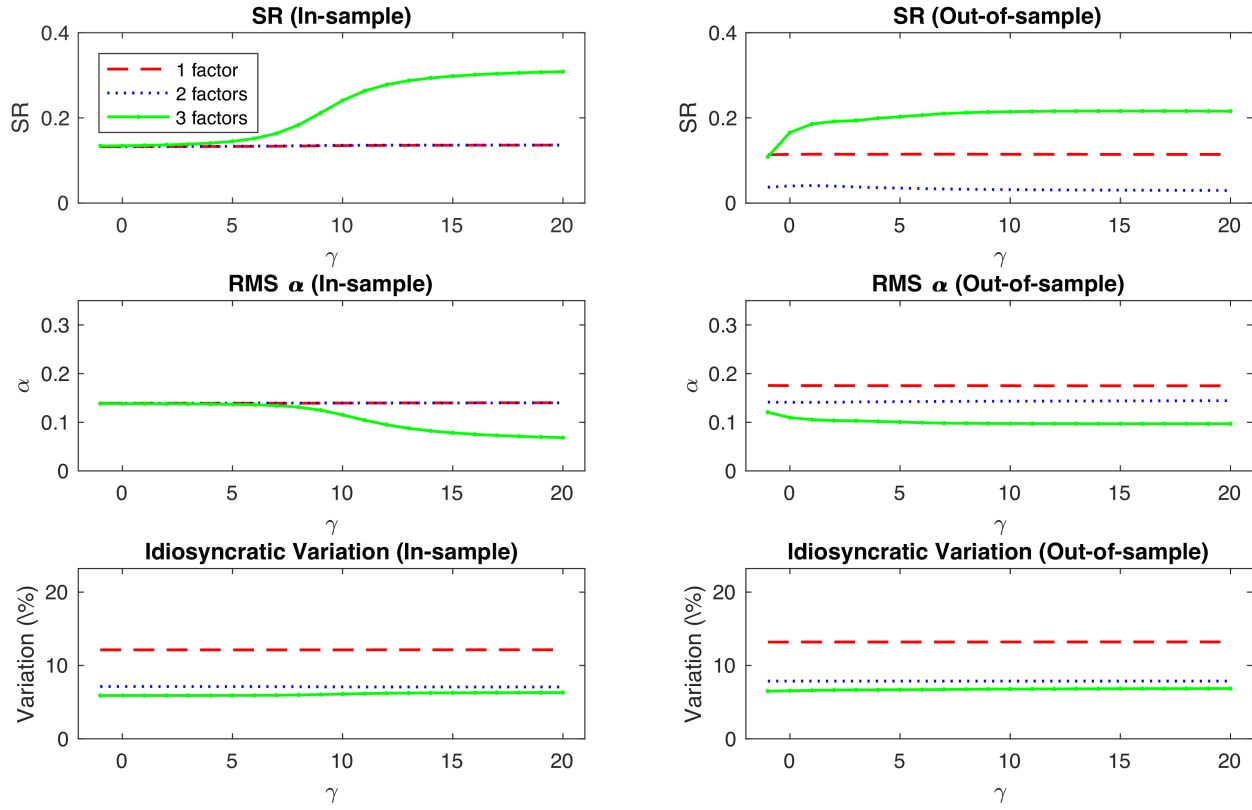 SR (In-sample)
0.4
0.2
0
SR
1 factor
2 factors
3 factors
0 5 10 15 20
γ
SR (Out-of-sample)
0.4
0.2
0
SR
0 5 10 15 20
γ
RMS α (In-sample)
0.3
0.2
0.1
0
α
0 5 10 15 20
γ
RMS α (Out-of-sample)
0.3
0.2
0.1
0
α
0 5 10 15 20
γ
Idiosyncratic Variation (In-sample)
20
10
0
Variation (\%)
0 5 10 15 20
γ
Idiosyncratic Variation (Out-of-sample)
20
10
0
Variation (\%)
0 5 10 15 20
γ